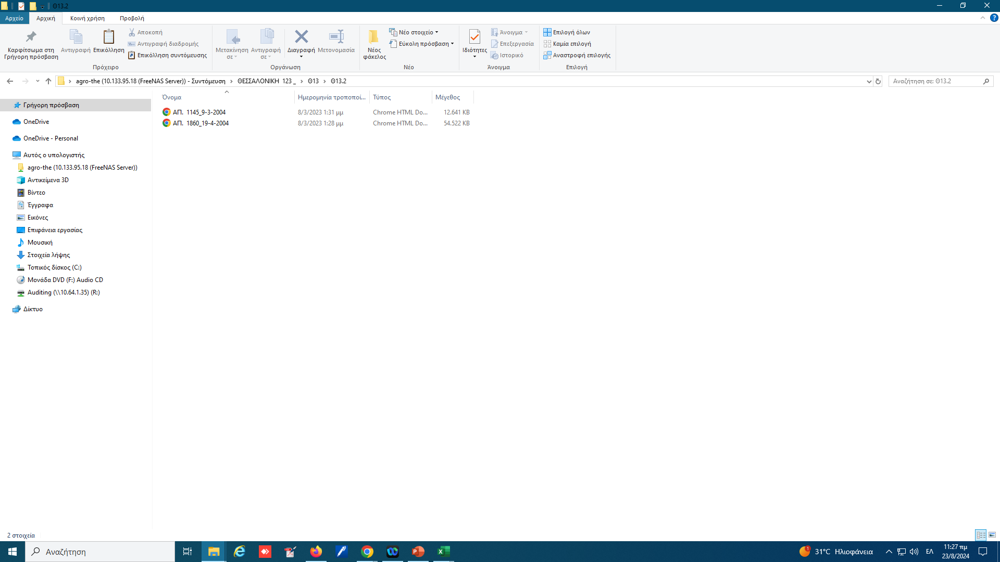 Θ13.2
Αρχείο Αρχική Κοινή χρήση Προβολή
Καρφίτσωμα στη Γρήγορη πρόσβαση
Αντιγραφή
Επικόλληση
Αποκοπή
Αντιγραφή διαδρομής
Επικόλληση συντόμευσης
Πρόχειρο
Μετακίνηση σε
Αντιγραφή σε
Διαγραφή
Μετονομασία
Οργάνωση
Νέος φάκελος
Νέο στοιχείο
Εύκολη πρόσβαση
Νέο
Ιδιότητες
Άνοιγμα
Επεξεργασία
Ιστορικό
Άνοιγμα
Επιλογή όλων
Καμία επιλογή
Αναστροφή επιλογής
Επιλογή
agro-the (10.133.95.18 (FreeNAS Server)) - Συντόμευση > ΘΕΣΣΑΛΟΝΙΚΗ 123 _ > Θ13 > Θ13.2
Αναζήτηση σε: Θ13.2
Γρήγορη πρόσβαση
OneDrive
OneDrive - Personal
Αυτός ο υπολογιστής
agro-the (10.133.95.18 (FreeNAS Server))
Αντικείμενα 3D
Βίντεο
Έγγραφα
Εικόνες
Επιφάνεια εργασίας
Μουσική
Στοιχεία λήψης
Τοπικός δίσκος (C:)
Μονάδα DVD (F:) Audio CD
Auditing (\\10.64.1.35) (R:)
Δίκτυο
Όνομα Ημερομηνία τροποποί... Τύπος Μέγεθος
ΑΠ. 1145_9-3-2004 8/3/2023 1:31 μμ Chrome HTML Do... 12.641 KB
ΑΠ. 1860_19-4-2004 8/3/2023 1:28 μμ Chrome HTML Do... 54.522 KB
2 στοιχεία
Αναζήτηση
1
31°C Ηλιοφάνεια
ΕΛ
11:27 πμ
23/8/2024